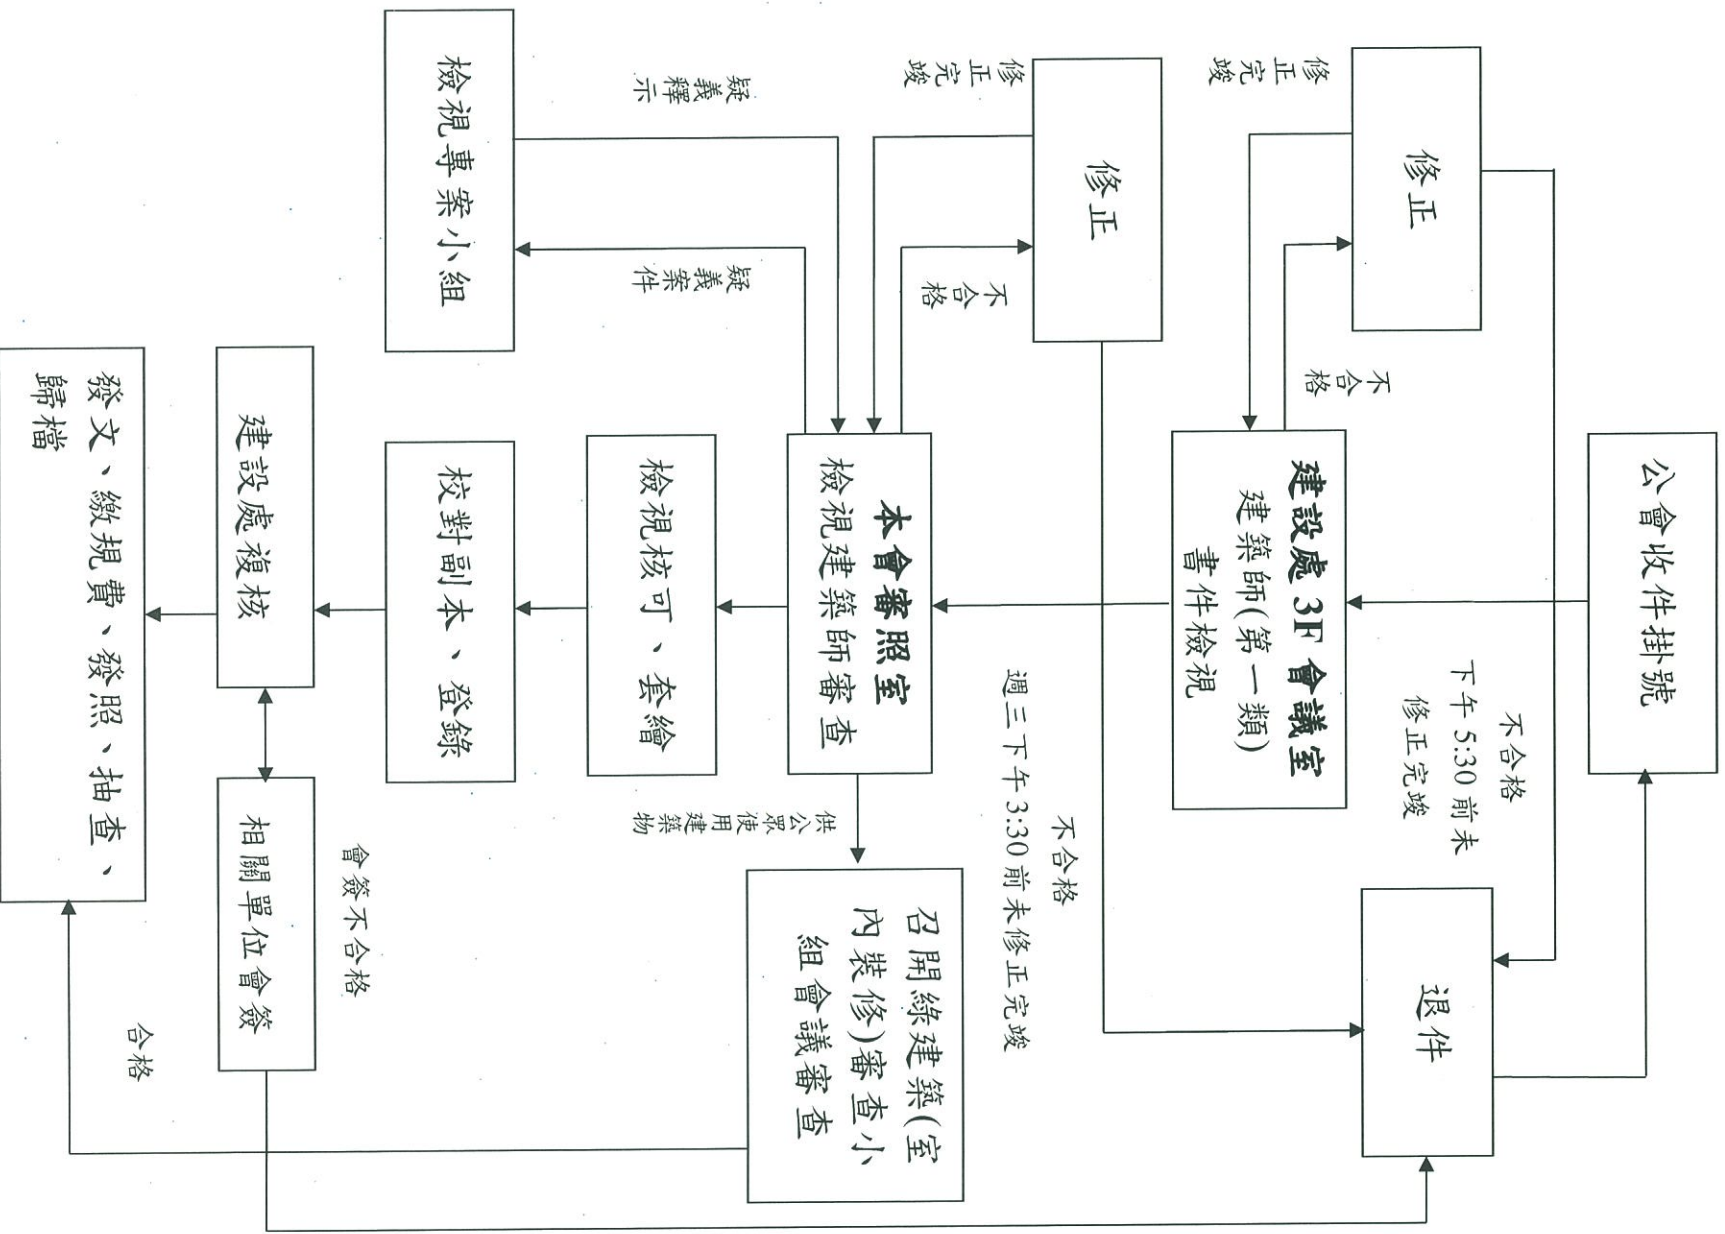 公會收件掛號
修正
修正
完
竣
不
合
格
建設處 3F 會議室
建築師(第一類)
書件檢視
不合格
下午 5:30 前未
修正完竣
退件
修正
修正
完
竣
不
合
格
不合格
週三下午 3:30 前未修正完竣
本會審照室
檢視建築師審查
檢視專案小組
疑義
釋
示
疑義
案
件
供公眾使用建築物
召開綠建築(室
內裝修)審查小
組會議審查
檢視核可、套繪
校對副本、登錄
建設處複核
會簽不合格
相關單位會簽
合格
發文、繳規費、發照、抽查、
歸檔